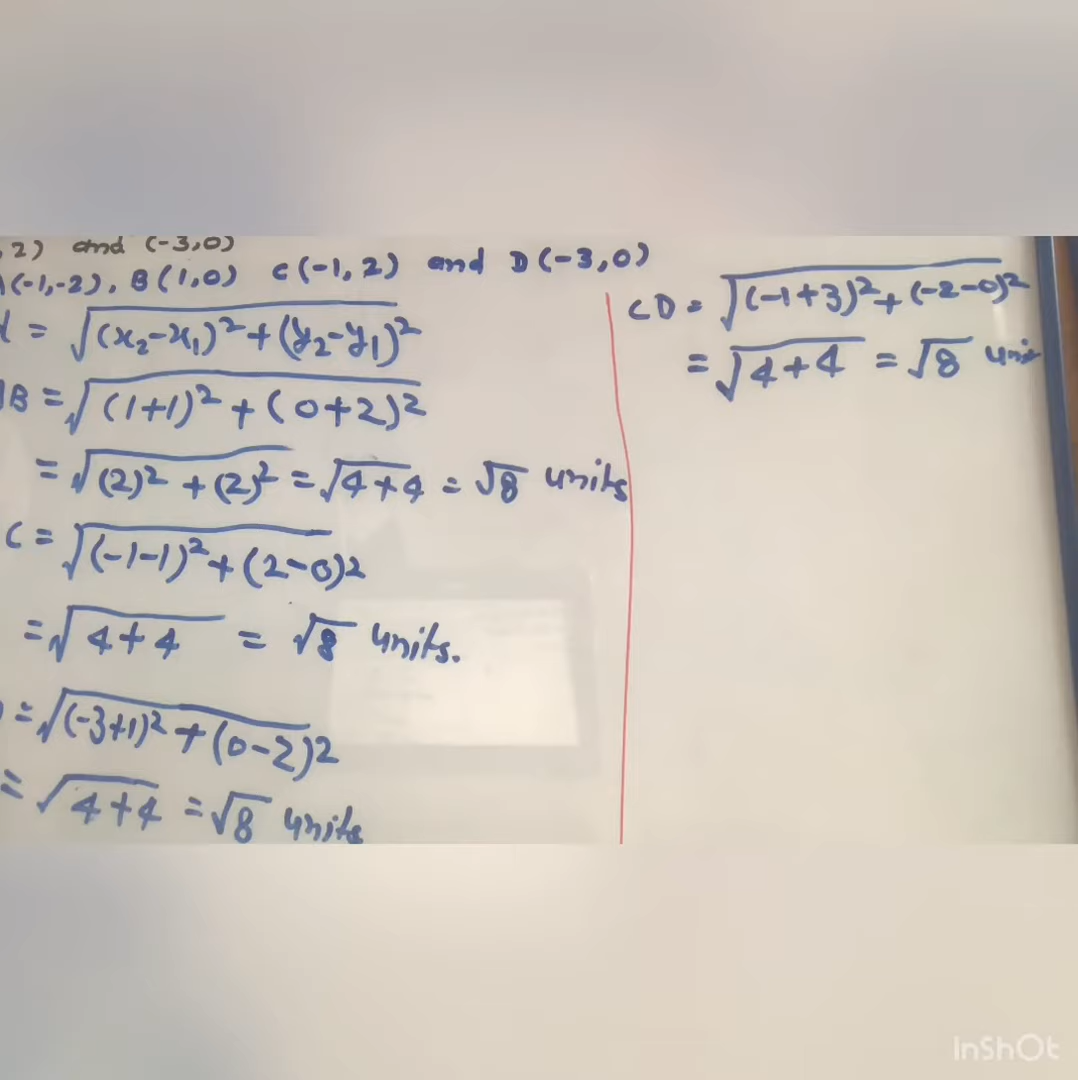 2) and (-3,0)
(-1,-2), B(1,0) C(-1,2) and D(-3,0)
= √(x₂-x₁)²+(y₂-y₁)²
B = √(1+1)²+(0+2)²
= √(2)²+(2)² = √4+4 = √8 units
C = √(-1-1)²+(2-0)2
= √4+4 = √8 units.
= √(-3+1)²+(0-2)2
= √4+4 = √8 units
CD = √(-1+3)²+(-2-0)²
= √4+4 = √8 unit
InShOt